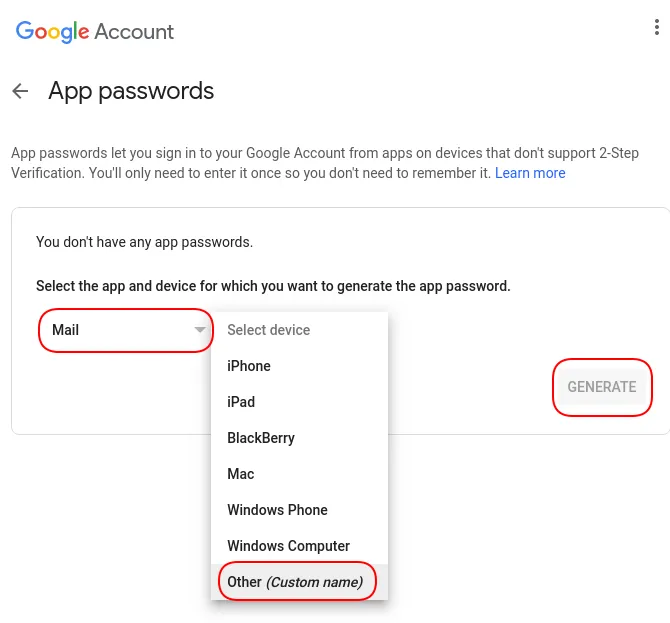 Google Account
App passwords
App passwords let you sign in to your Google Account from apps on devices that don't support 2-Step
Verification. You'll only need to enter it once so you don't need to remember it. Learn more
You don't have any app passwords.
Select the app and device for which you want to generate the app password.
Mail
Select device
iPhone
iPad
BlackBerry
Mac
Windows Phone
Windows Computer
Other (Custom name)
GENERATE